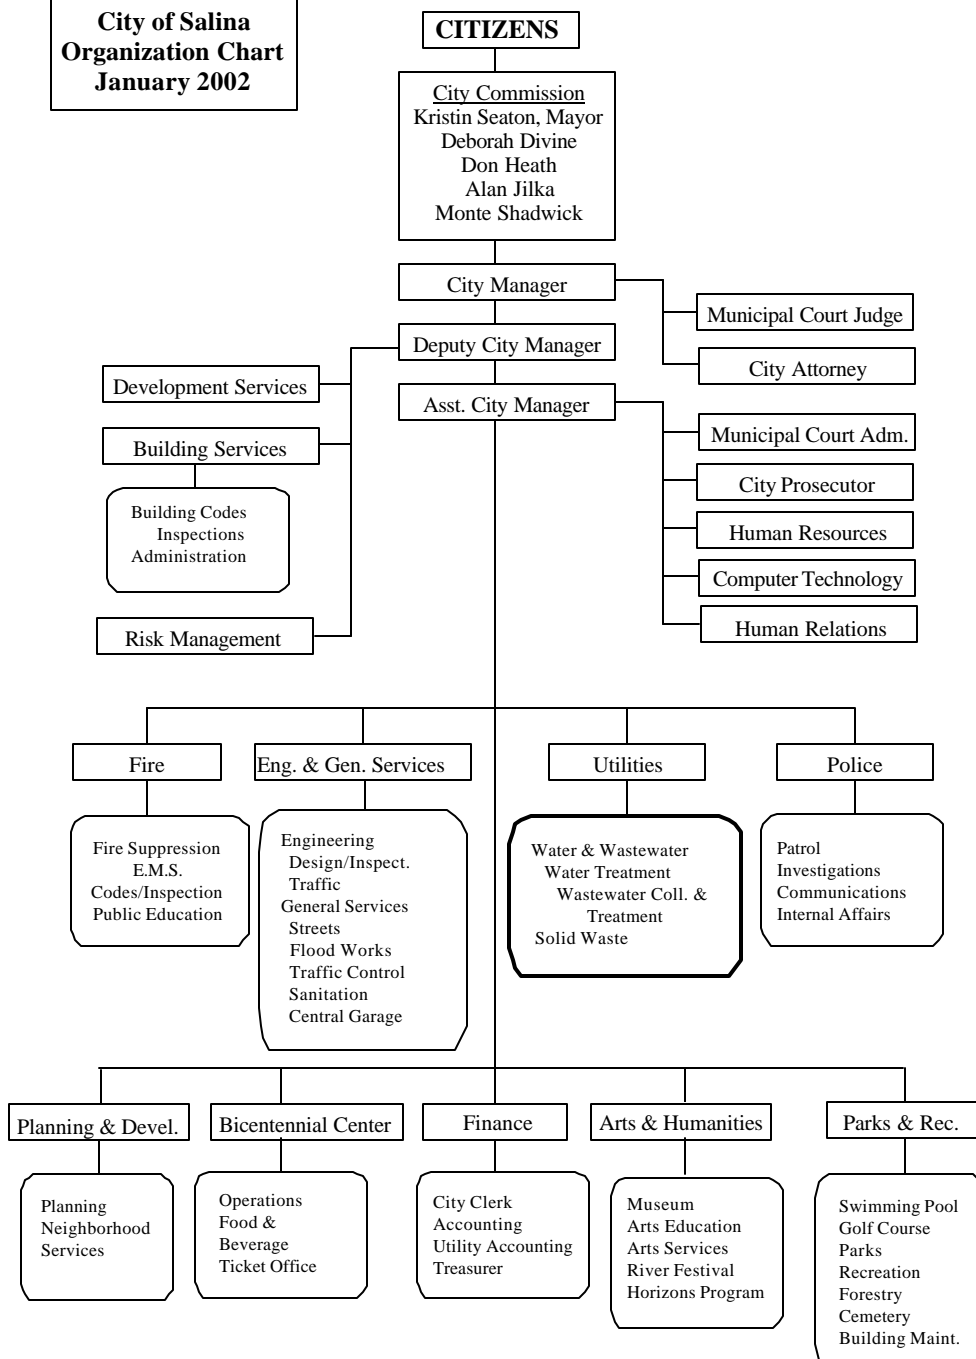 City of Salina
Organization Chart
January 2002
CITIZENS
City Commission
Kristin Seaton, Mayor
Deborah Divine
Don Heath
Alan Jilka
Monte Shadwick
City Manager
Municipal Court Judge
City Attorney
Deputy City Manager
Development Services
Building Services
Building Codes
Inspections
Administration
Risk Management
Asst. City Manager
Municipal Court Adm.
City Prosecutor
Human Resources
Computer Technology
Human Relations
Fire
Fire Suppression
E.M.S.
Codes/Inspection
Public Education
Eng. & Gen. Services
Engineering
Design/Inspect.
Traffic
General Services
Streets
Flood Works
Traffic Control
Sanitation
Central Garage
Utilities
Water & Wastewater
Water Treatment
Wastewater Coll. &
Treatment
Solid Waste
Police
Patrol
Investigations
Communications
Internal Affairs
Planning & Devel.
Planning
Neighborhood
Services
Bicentennial Center
Operations
Food &
Beverage
Ticket Office
Finance
City Clerk
Accounting
Utility Accounting
Treasurer
Arts & Humanities
Museum
Arts Education
Arts Services
River Festival
Horizons Program
Parks & Rec.
Swimming Pool
Golf Course
Parks
Recreation
Forestry
Cemetery
Building Maint.